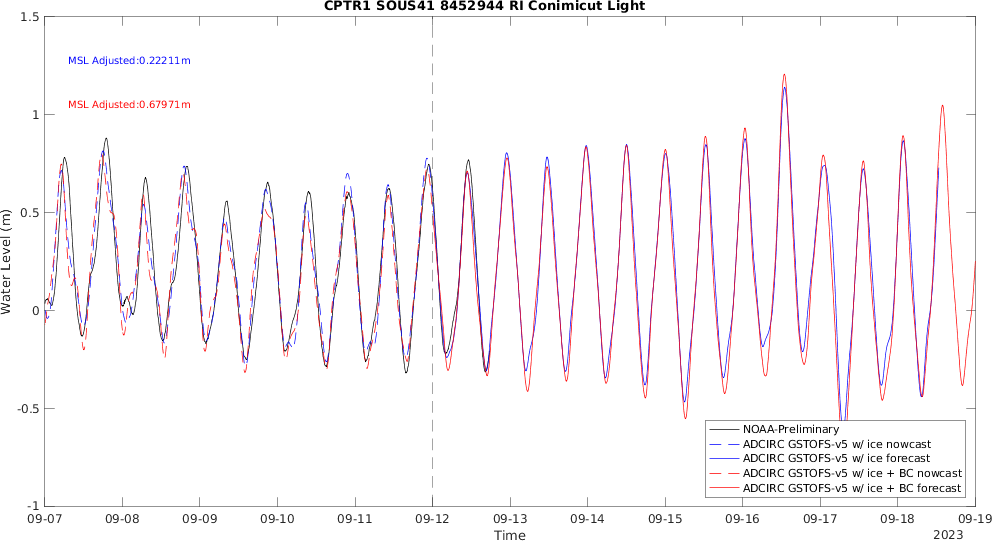 CPTR1 SOUS41 8452944 RI Conimicut Light
1.5
MSL Adjusted:0.22211m
MSL Adjusted:0.67971m
1
0.5
0
-0.5
-1
Water Level (m)
NOAA-Preliminary
ADCIRC GSTOFS-v5 w/ ice nowcast
ADCIRC GSTOFS-v5 w/ ice forecast
ADCIRC GSTOFS-v5 w/ ice + BC nowcast
ADCIRC GSTOFS-v5 w/ ice + BC forecast
09-07 09-08 09-09 09-10 09-11 09-12 09-13 09-14 09-15 09-16 09-17 09-18 09-19
Time
2023